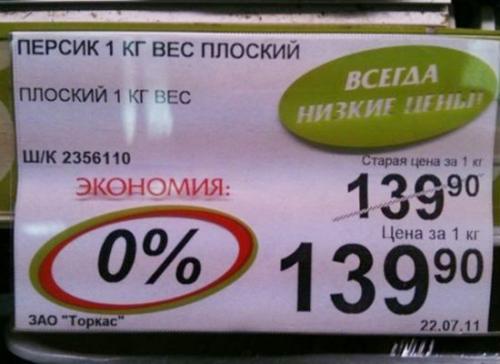 ПЕРСИК 1 КГ ВЕС ПЛОСКИЙ
ПЛОСКИЙ 1 КГ ВЕС
ВСЕГДА
НИЗКИЕ ЦЕНЫ!
Ш/К 2356110
ЭКОНОМИЯ:
0%
Старая цена за 1 кг
139 90
Цена за 1 кг
139 90
ЗАО "Торкас"
22.07.11